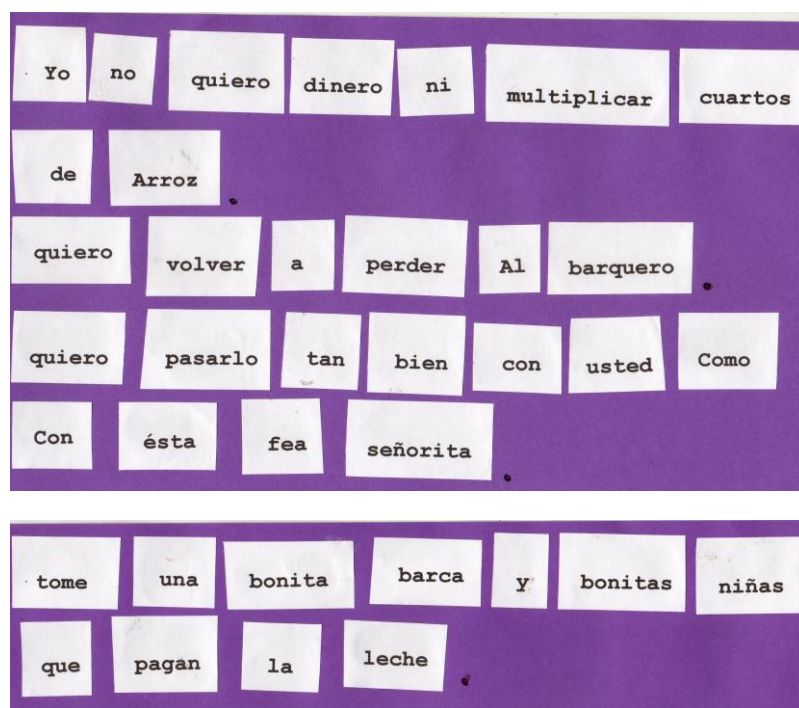 Yo no quiero dinero ni multiplicar cuartos
de Arroz.
quiero volver a perder Al barquero.
quiero pasarlo tan bien con usted Como
Con ésta fea señorita.
tome una bonita barca y bonitas niñas
que pagan la leche.